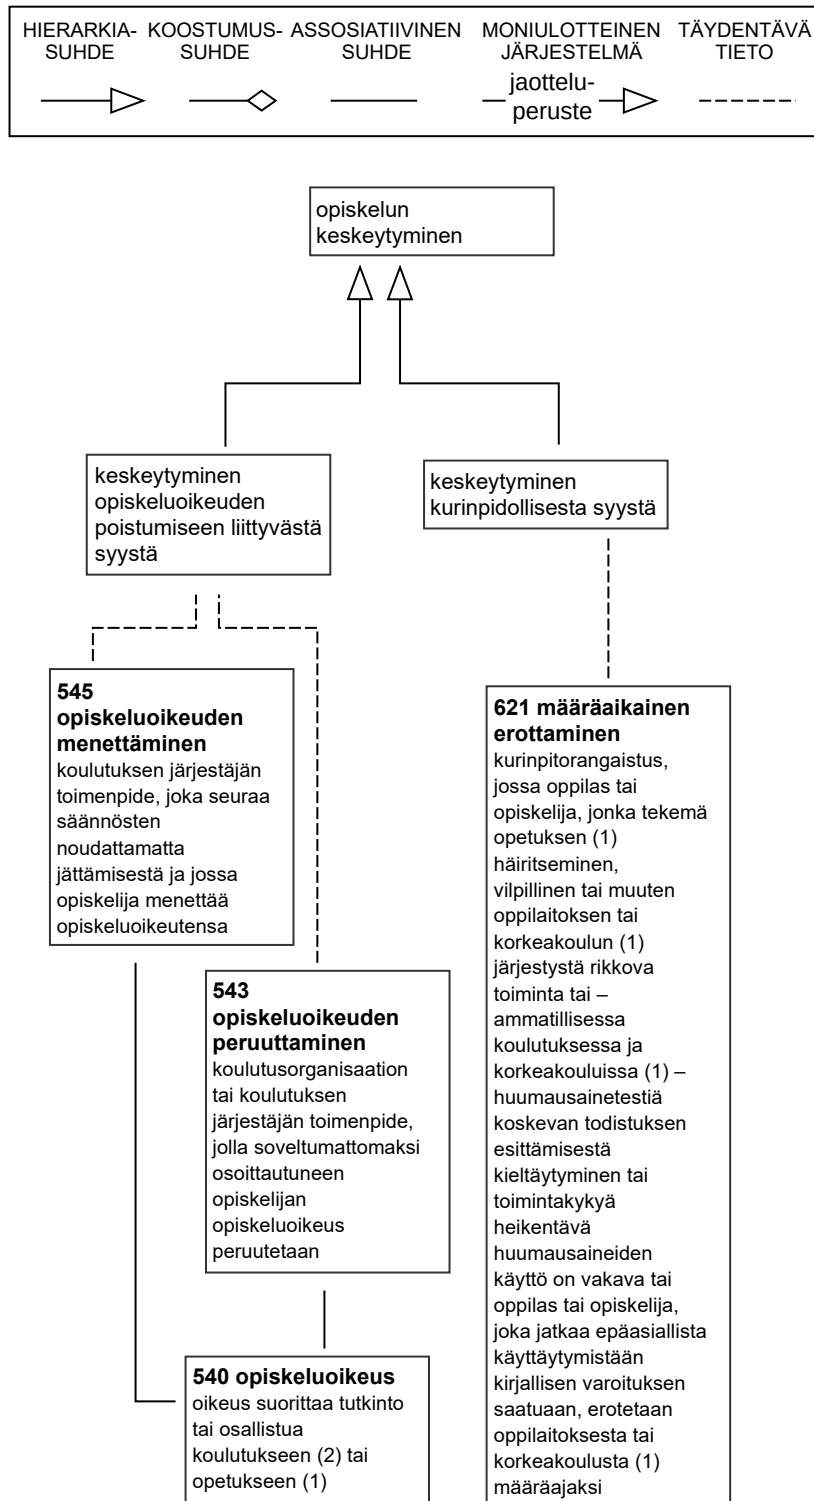 HIERARKIA-
SUHDE
KOOSTUMUS-
SUHDE
ASSOSIATIIVINEN
SUHDE
MONIULOTTEINEN
JÄRJESTELMÄ
jaottelu-
peruste
TÄYDENTÄVÄ
TIETO
opiskelun
keskeytyminen
keskeytyminen
opiskeluoikeuden
poistumiseen liittyvästä
syystä
keskeytyminen
kurinpidollisesta syystä
545
opiskeluoikeuden
menettäminen
koulutuksen järjestäjän
toimenpide, joka seuraa
säännösten
noudattamatta
jättämisestä ja jossa
opiskelija menettää
opiskeluoikeutensa
543
opiskeluoikeuden
peruuttaminen
koulutusorganisaation
tai koulutuksen
järjestäjän toimenpide,
jolla soveltumattomaksi
osoittautuneen
opiskelijan
opiskeluoikeus
peruutetaan
540 opiskeluoikeus
oikeus suorittaa tutkinto
tai osallistua
koulutukseen (2) tai
opetukseen (1)
621 määräaikainen
erottaminen
kurinpitorangaistus,
jossa oppilas tai
opiskelija, jonka tekemä
opetuksen (1)
häiritseminen,
vilpillinen tai muuten
oppilaitoksen tai
korkeakoulun (1)
järjestystä rikkova
toiminta tai –
ammatillisessa
koulutuksessa ja
korkeakouluissa (1) –
huumausainetestiä
koskevan todistuksen
esittämisestä
kieltäytyminen tai
toimintakykyä
heikentävä
huumausaineiden
käyttö on vakava tai
oppilas tai opiskelija,
joka jatkaa epäasiallista
käyttäytymistään
kirjallisen varoituksen
saatuaan, erotetaan
oppilaitoksesta tai
korkeakoulusta (1)
määräajaksi